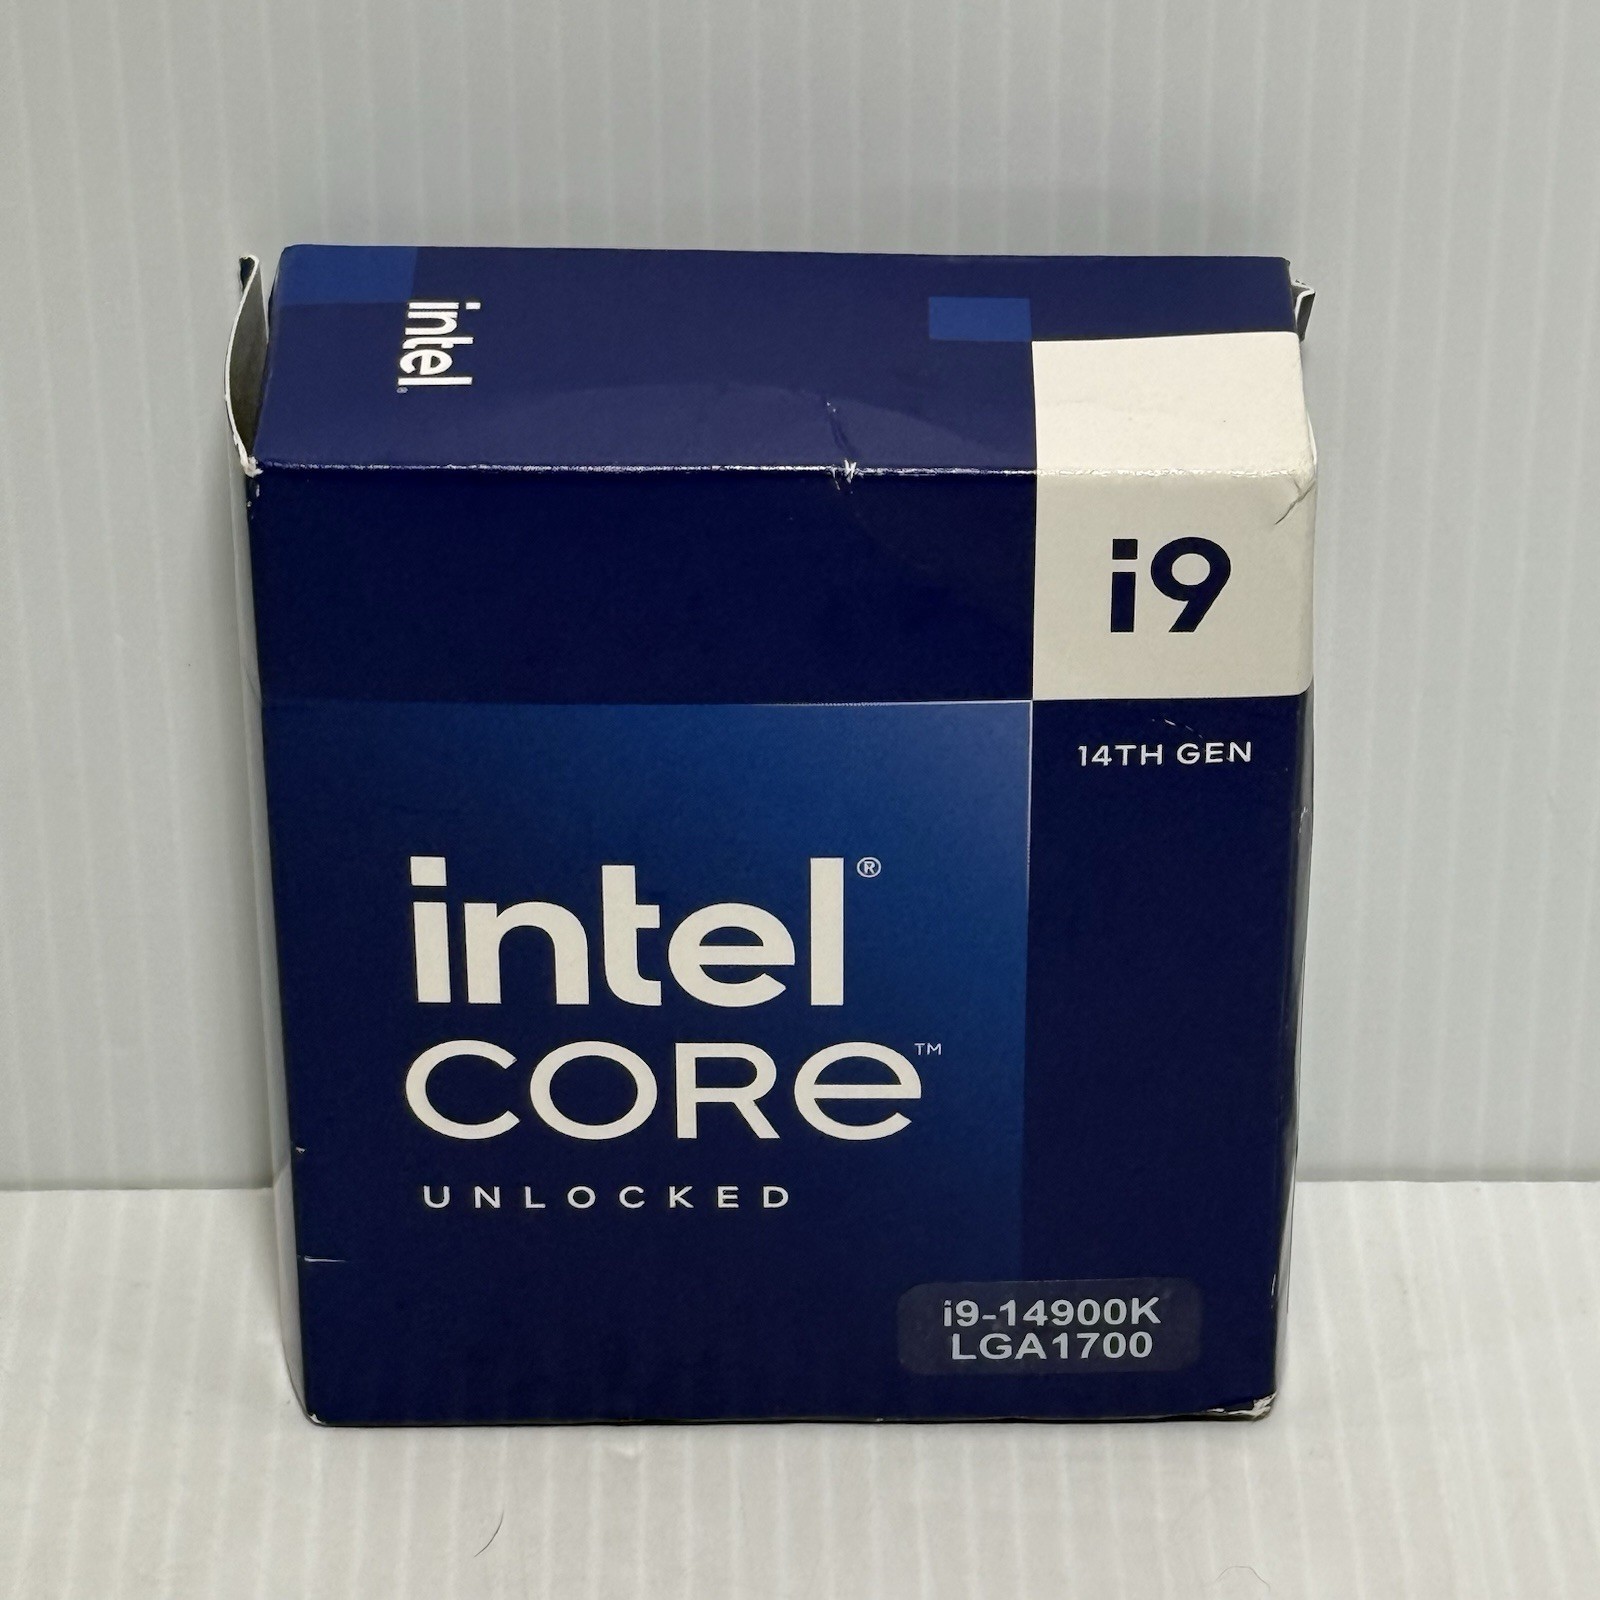 intel®
i9
14TH GEN
intel®
CORe™
UNLOCKED
i9-14900K
LGA1700